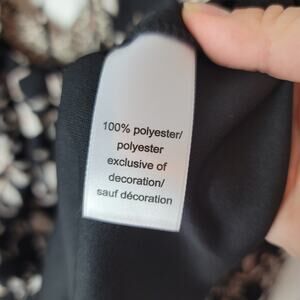 100% polyester/
polyester
exclusive of
decoration/
sauf décoration